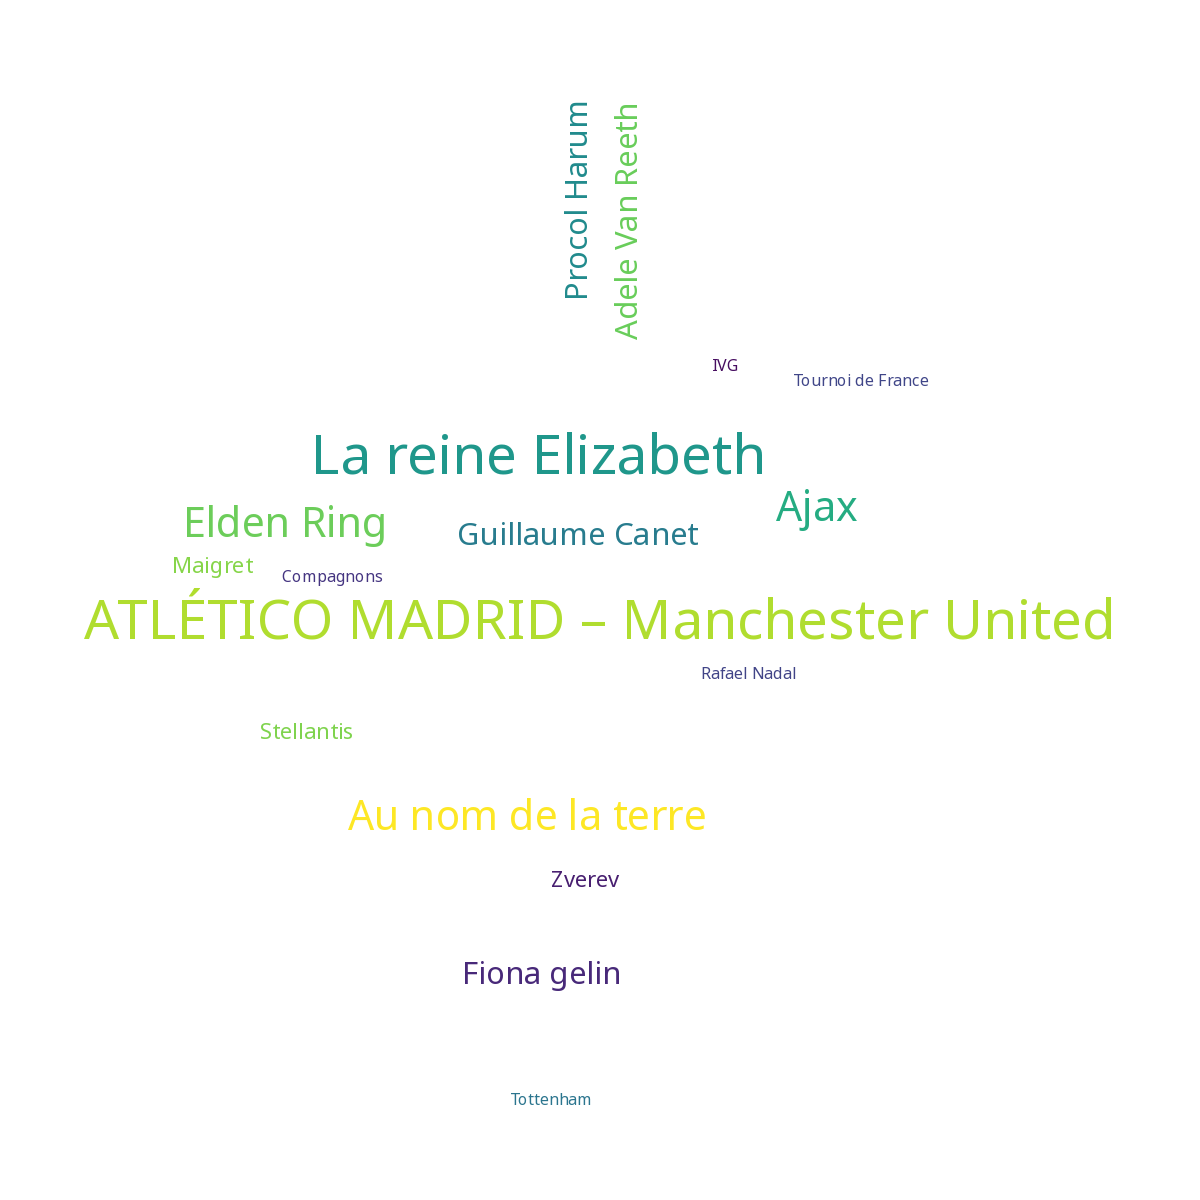 Procol Harum
Adele Van Reeth
IVG
Tournoi de France
La reine Elizabeth
Ajax
Elden Ring
Guillaume Canet
Maigret
Compagnons
ATLÉTICO MADRID – Manchester United
Rafael Nadal
Stellantis
Au nom de la terre
Zverev
Fiona gelin
Tottenham